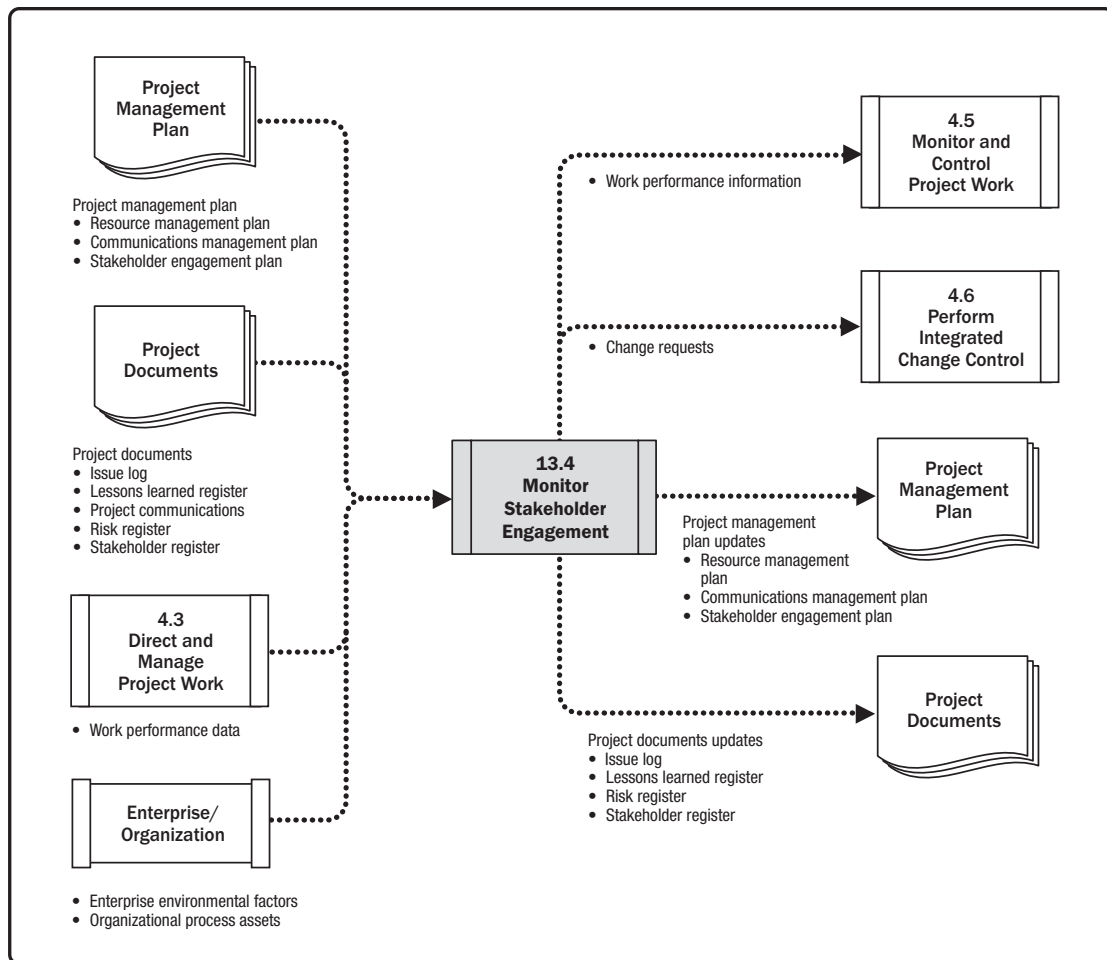 Project
Management
Plan
Project management plan
• Resource management plan
• Communications management plan
• Stakeholder engagement plan
Project
Documents
Project documents
• Issue log
• Lessons learned register
• Project communications
• Risk register
• Stakeholder register
4.3
Direct and
Manage
Project Work
• Work performance data
Enterprise/
Organization
• Enterprise environmental factors
• Organizational process assets
13.4
Monitor
Stakeholder
Engagement
• Work performance information
4.5
Monitor and
Control
Project Work
• Change requests
4.6
Perform
Integrated
Change Control
Project management
plan updates
• Resource management
plan
• Communications management plan
• Stakeholder engagement plan
Project
Management
Plan
Project documents updates
• Issue log
• Lessons learned register
• Risk register
• Stakeholder register
Project
Documents